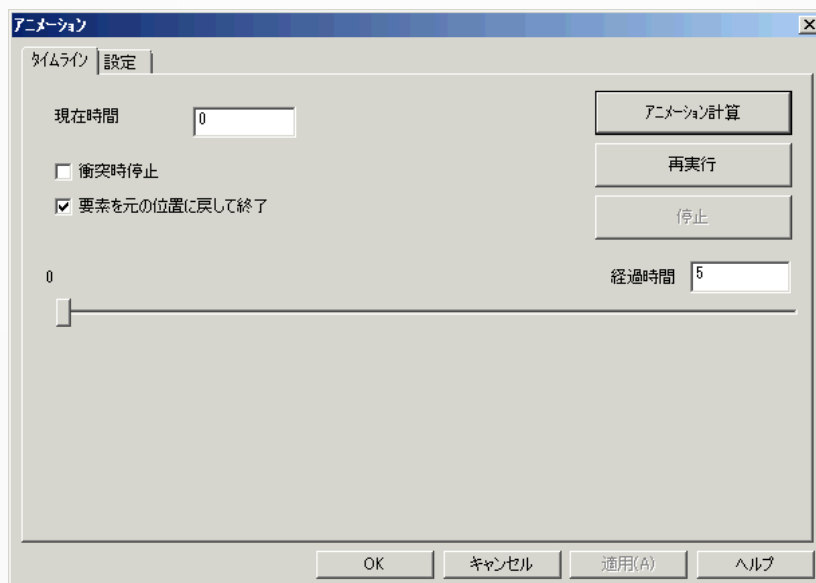 アニメーション
タイムライン 設定
現在時間 0
アニメーション計算
衝突時停止
再実行
要素を元の位置に戻して終了
停止
0
経過時間 5
OK キャンセル 適用(A) ヘルプ